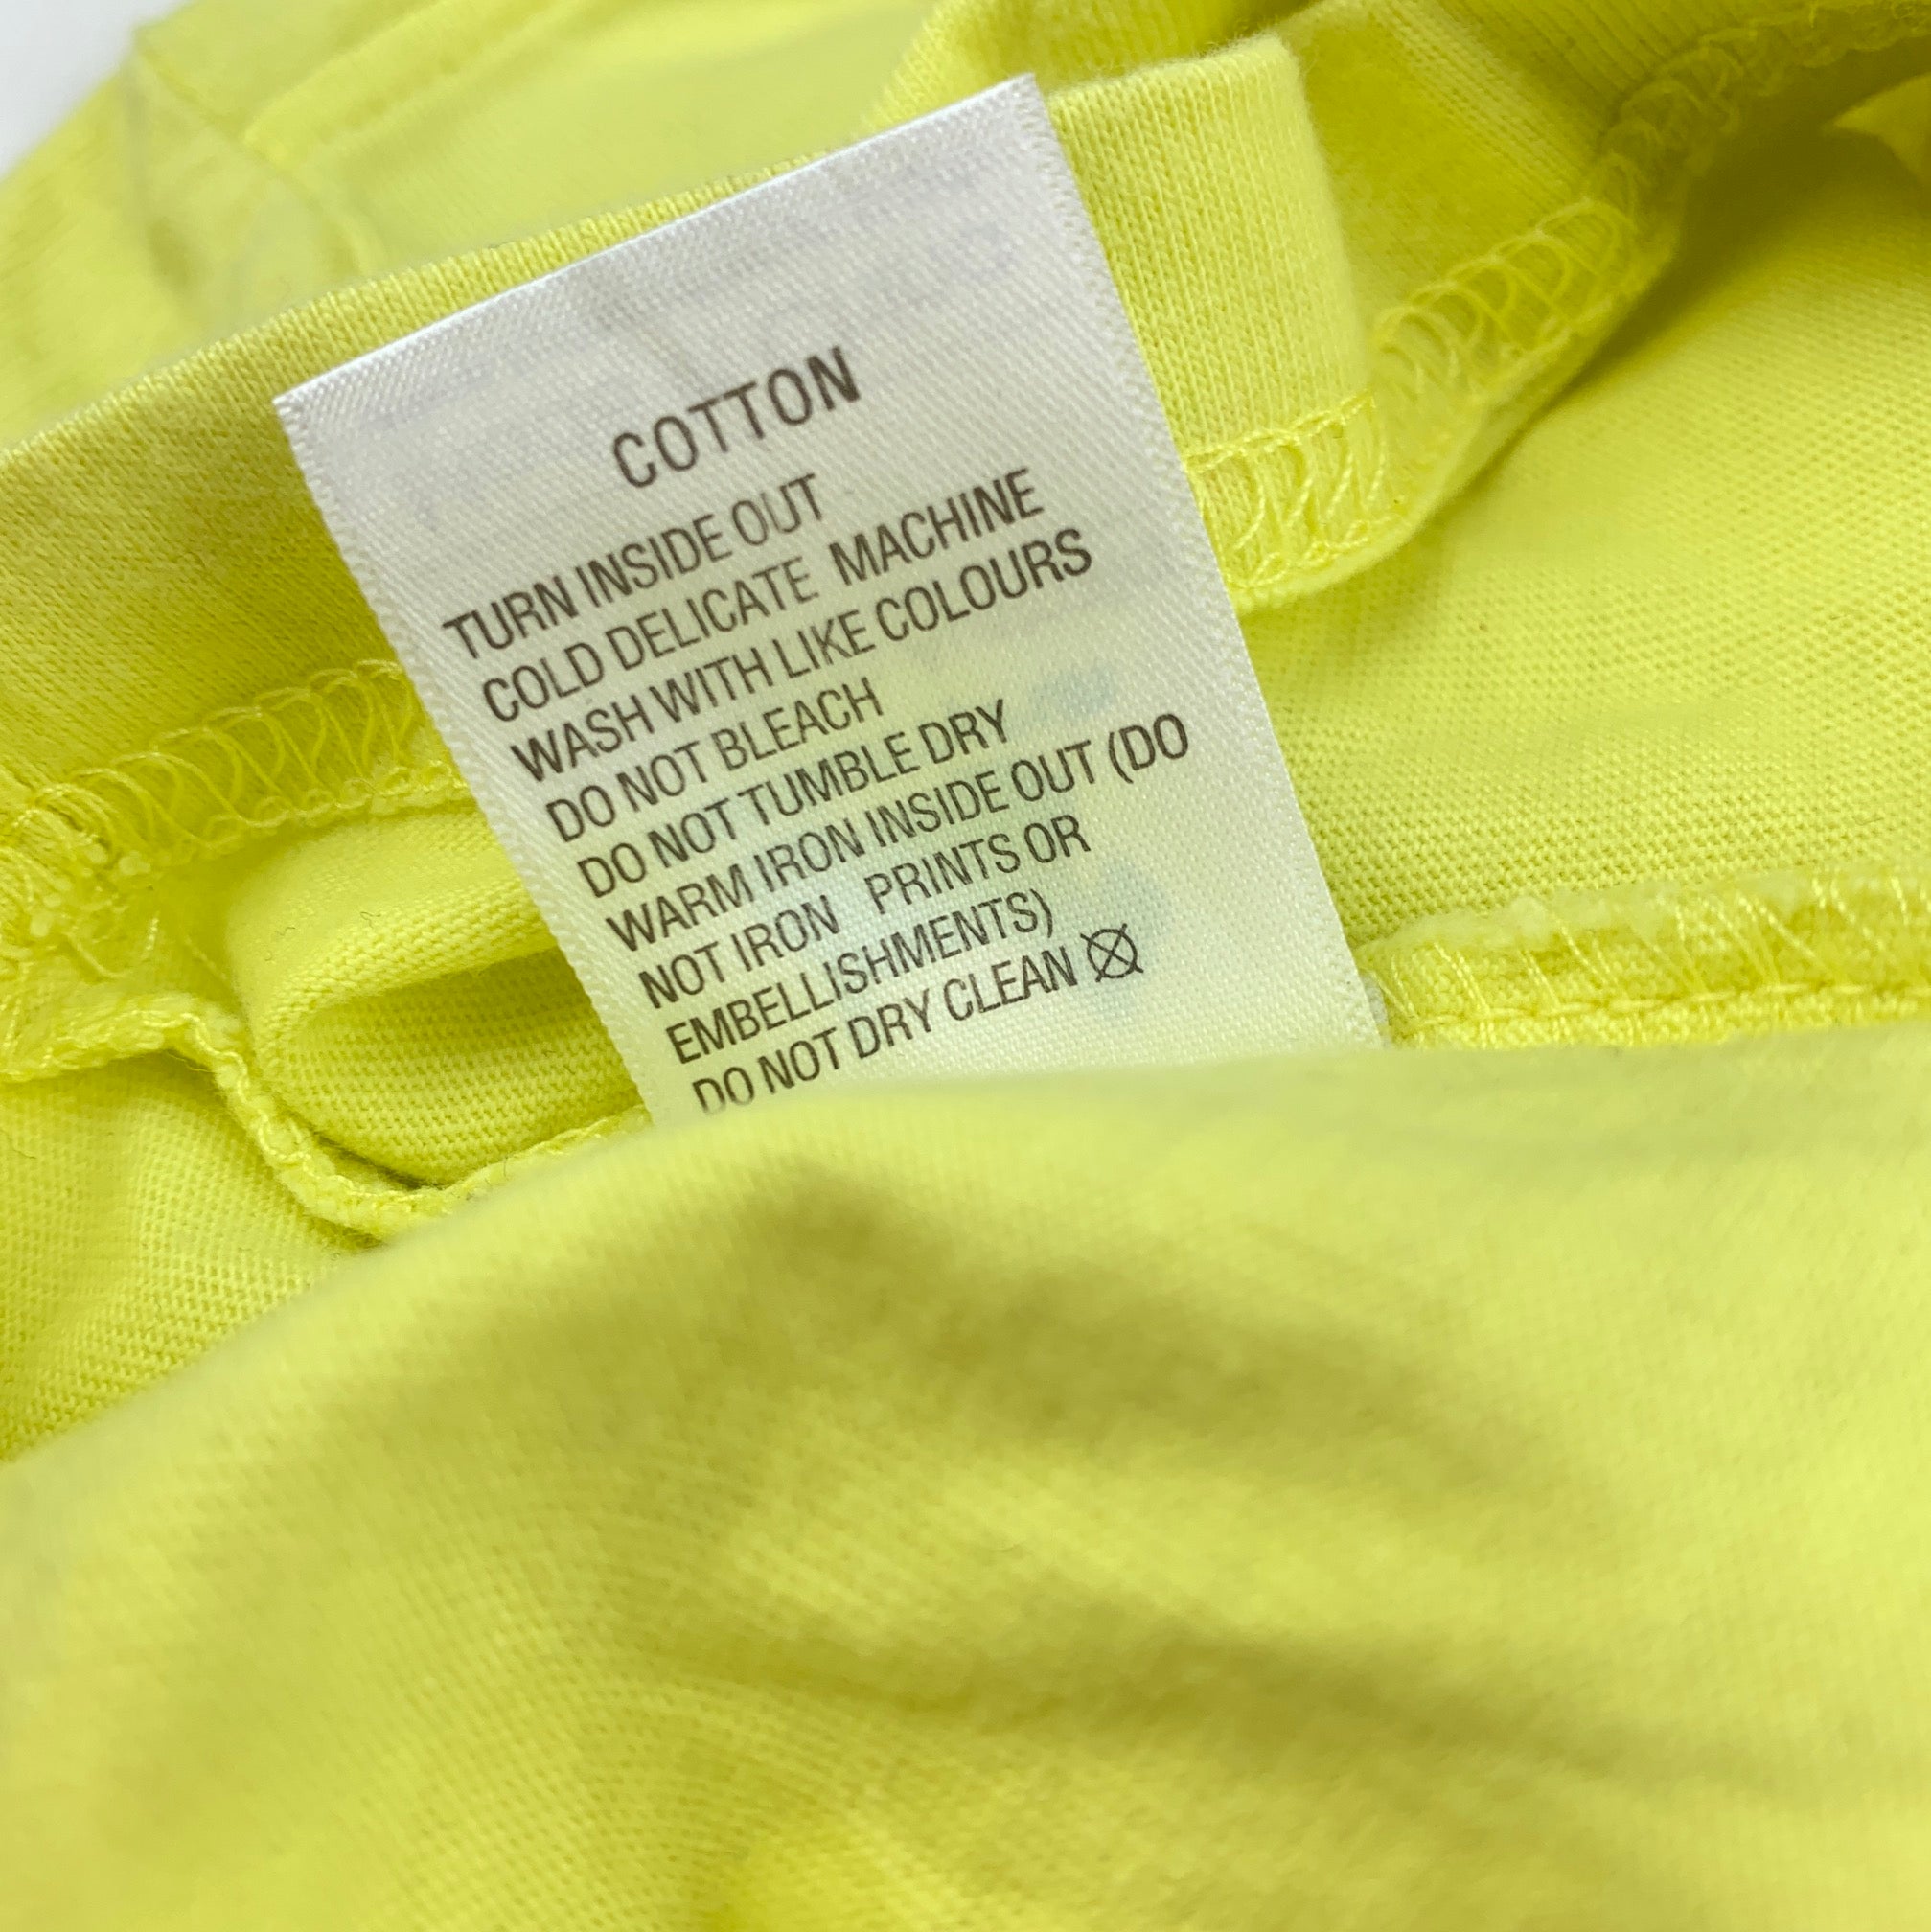 COTTON
TURN INSIDE OUT
COLD DELICATE MACHINE
WASH WITH LIKE COLOURS
DO NOT BLEACH
DO NOT TUMBLE DRY
WARM IRON INSIDE OUT (DO
NOT IRON PRINTS OR
EMBELLISHMENTS)
DO NOT DRY CLEAN